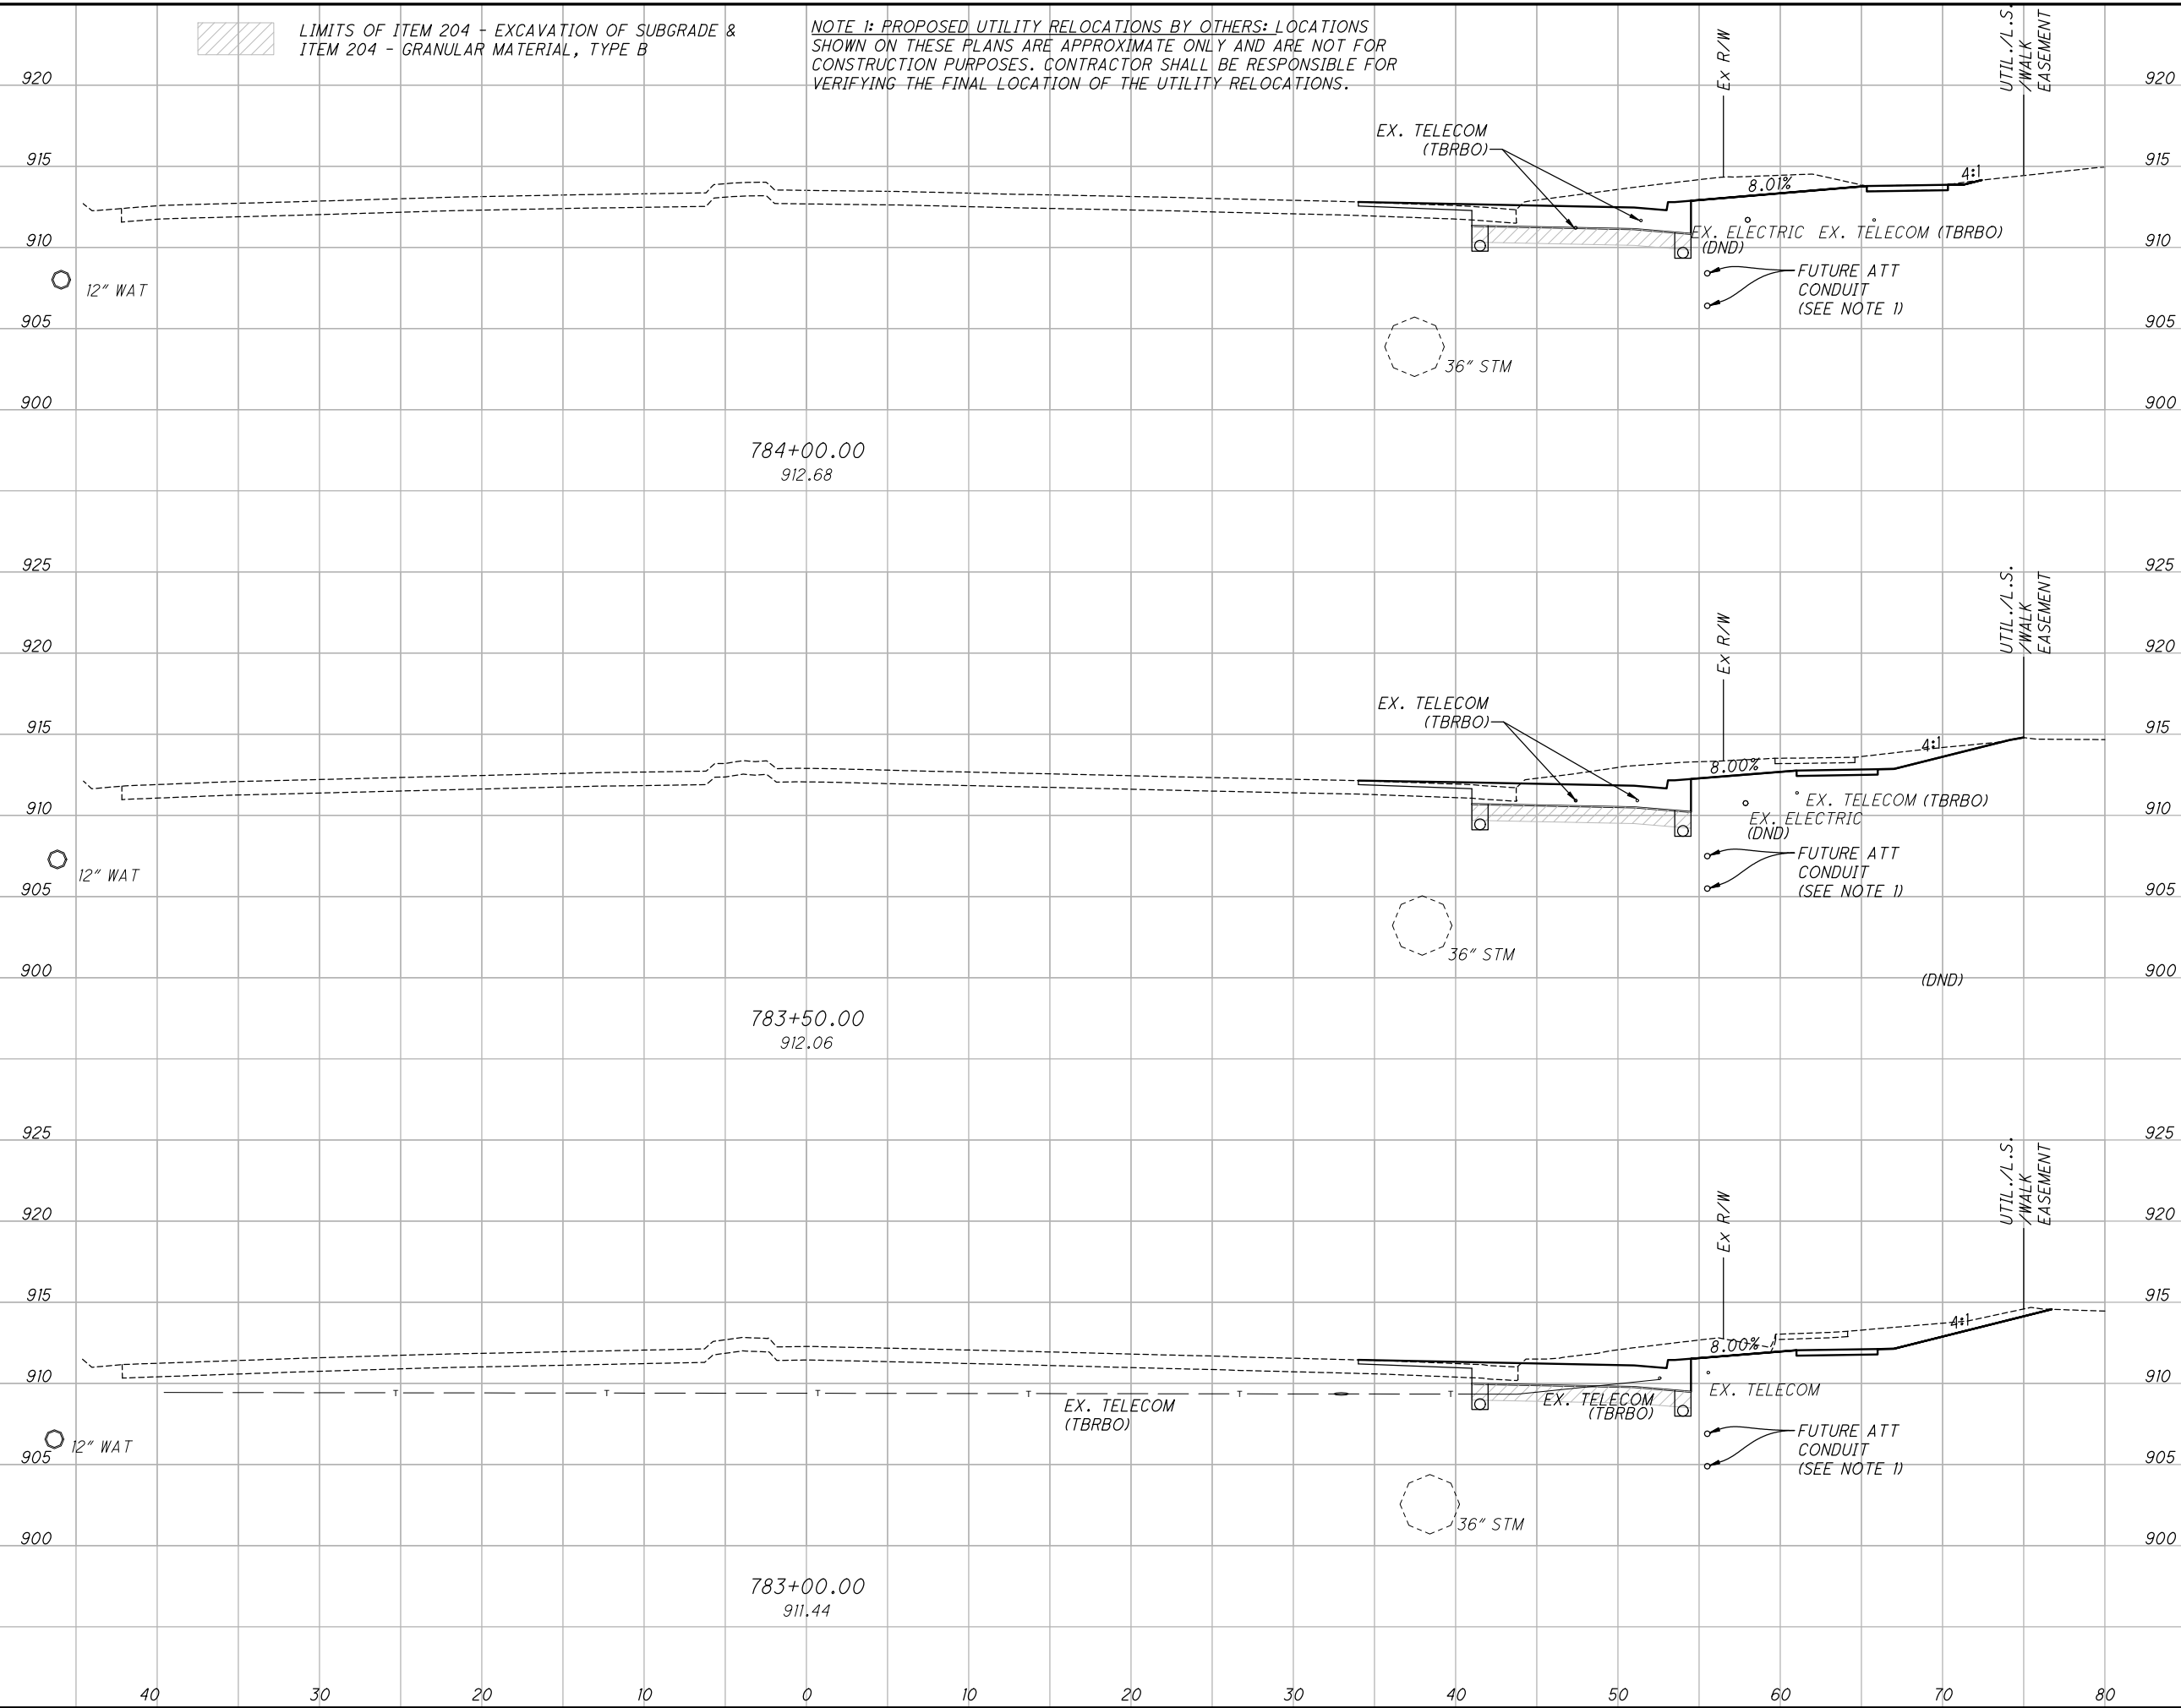 LIMITS OF ITEM 204 - EXCAVATION OF SUBGRADE &
ITEM 204 - GRANULAR MATERIAL, TYPE B
NOTE 1: PROPOSED UTILITY RELOCATIONS BY OTHERS: LOCATIONS
SHOWN ON THESE PLANS ARE APPROXIMATE ONLY AND ARE NOT FOR
CONSTRUCTION PURPOSES. CONTRACTOR SHALL BE RESPONSIBLE FOR
VERIFYING THE FINAL LOCATION OF THE UTILITY RELOCATIONS.
Ex R/W
UTIL./L.S.
/WALK
EASEMENT
920 920
EX. TELECOM
(TBRBO)
915 915
4:1
8.01%
EX. ELECTRIC EX. TELECOM (TBRBO)
(DND)
910 910
FUTURE ATT
CONDUIT
(SEE NOTE 1)
12" WAT
905 905
36" STM
900 900
784+00.00
912.68
925 925
Ex R/W
UTIL./L.S.
/WALK
EASEMENT
920 920
EX. TELECOM
(TBRBO)
915 915
4:1
8.00%
EX. TELECOM (TBRBO)
910 910
EX. ELECTRIC
(DND)
FUTURE ATT
CONDUIT
(SEE NOTE 1)
12" WAT
905 905
36" STM
900 900
(DND)
783+50.00
912.06
925 925
Ex R/W
UTIL./L.S.
/WALK
EASEMENT
920 920
915 915
4:1
8.00%
910 910
T T T T T T
EX. TELECOM
EX. TELECOM
(TBRBO)
EX. TELECOM
(TBRBO)
FUTURE ATT
CONDUIT
(SEE NOTE 1)
12" WAT
905 905
36" STM
900 900
783+00.00
911.44
40 30 20 10 0 10 20 30 40 50 60 70 80